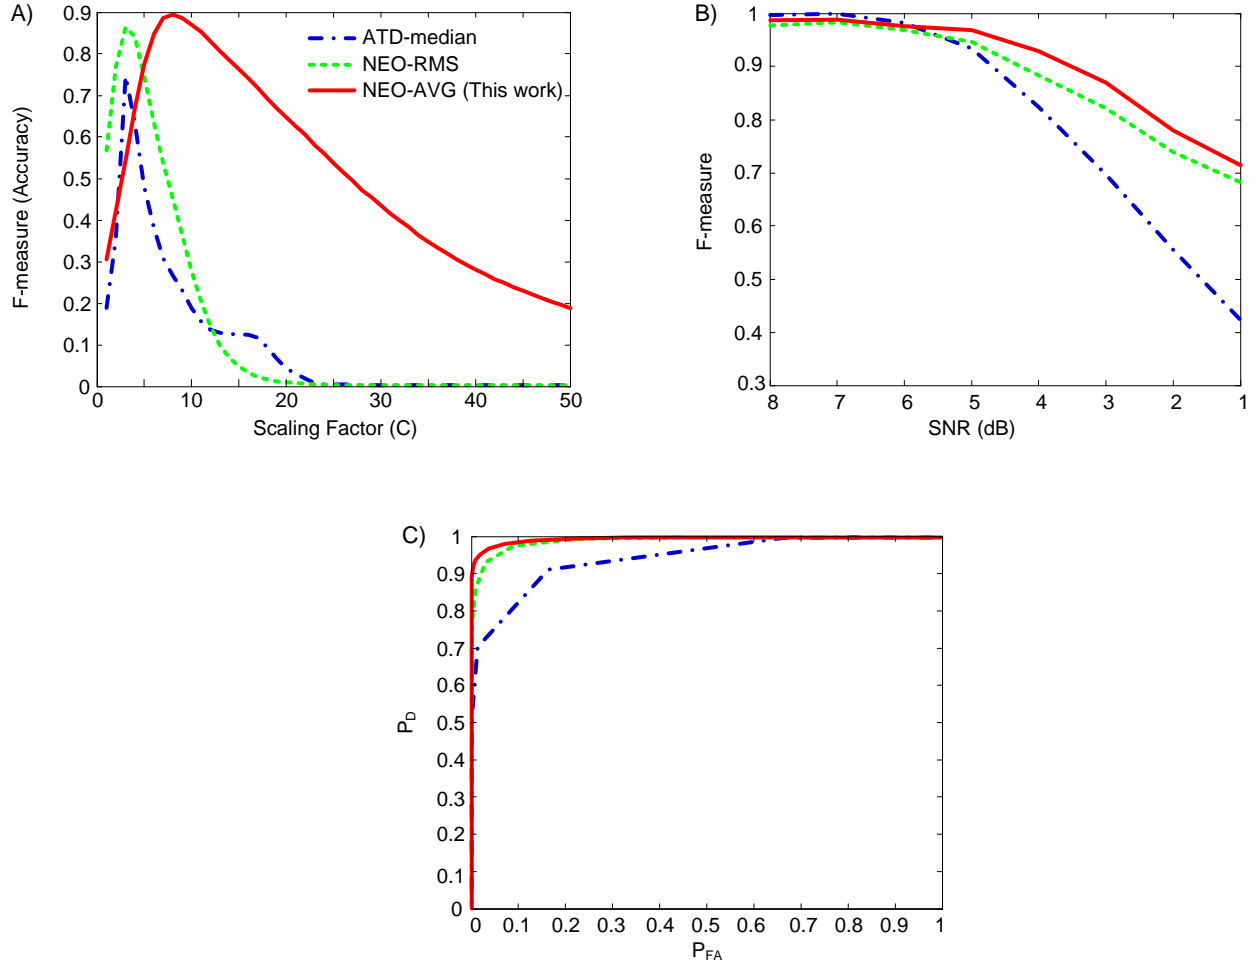 A)
F-measure (Accuracy)
0.9
0.8
0.7
0.6
0.5
0.4
0.3
0.2
0.1
0
0 10 20 30 40 50
Scaling Factor (C)
ATD-median
NEO-RMS
NEO-AVG (This work)
B)
F-measure
1
0.9
0.8
0.7
0.6
0.5
0.4
0.3
8 7 6 5 4 3 2 1
SNR (dB)
C)
P_D
1
0.9
0.8
0.7
0.6
0.5
0.4
0.3
0.2
0.1
0
0 0.1 0.2 0.3 0.4 0.5 0.6 0.7 0.8 0.9 1
P_FA